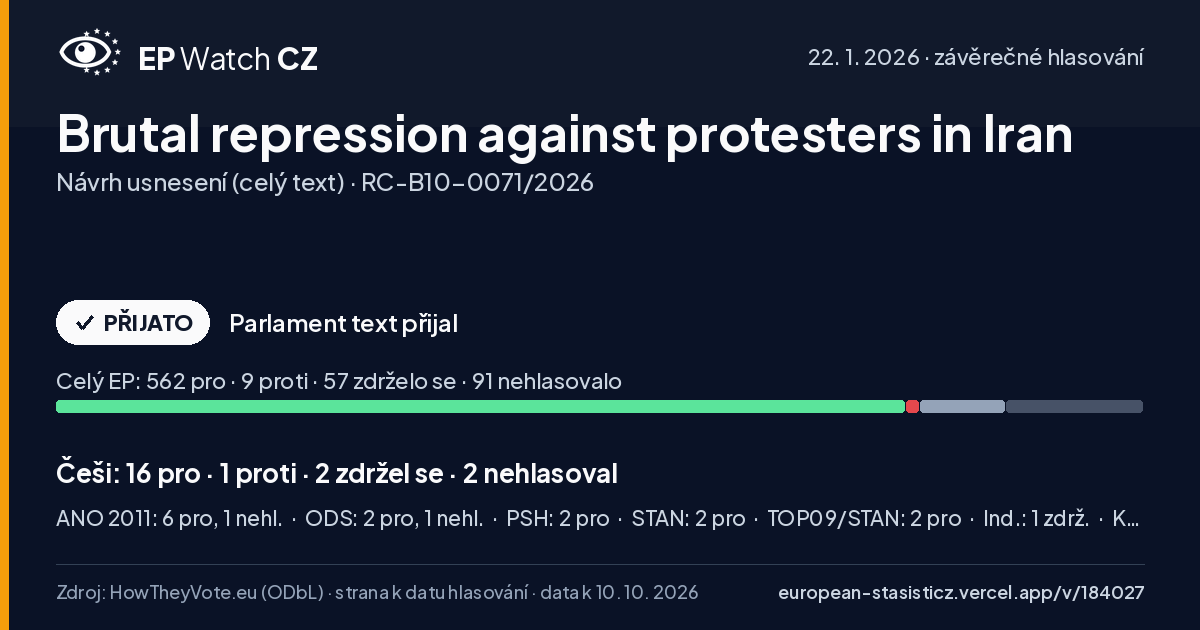 EP Watch CZ
22. 1. 2026 · závěrečné hlasování
Brutal repression against protesters in Iran
Návrh usnesení (celý text) · RC-B10-0071/2026
✓ PŘIJATO
Parlament text přijal
Celý EP: 562 pro · 9 proti · 57 zdrželo se · 91 nehlasovalo
Češi: 16 pro · 1 proti · 2 zdržel se · 2 nehlasoval
ANO 2011: 6 pro, 1 nehl. · ODS: 2 pro, 1 nehl. · PSH: 2 pro · STAN: 2 pro · TOP09/STAN: 2 pro · Ind.: 1 zdrž. · K…
Zdroj: HowTheyVote.eu (ODbL) · strana k datu hlasování · data k 10. 10. 2026
european-stasisticz.vercel.app/v/184027